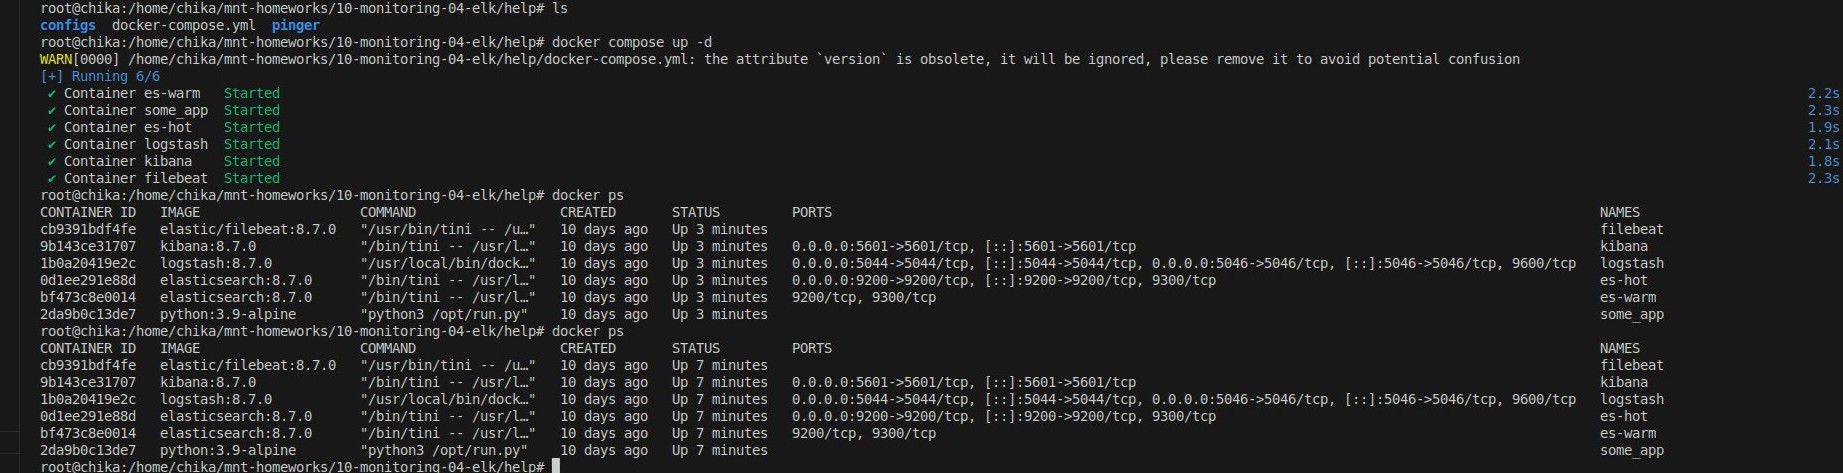 root@chika:/home/chika/mnt-homeworks/10-monitoring-04-elk/help# ls
configs  docker-compose.yml  pinger
root@chika:/home/chika/mnt-homeworks/10-monitoring-04-elk/help# docker compose up -d
WARN[0000] /home/chika/mnt-homeworks/10-monitoring-04-elk/help/docker-compose.yml: the attribute `version` is obsolete, it will be ignored, please remove it to avoid potential confusion
[+] Running 6/6
✔ Container es-warm   Started 2.2s
✔ Container some_app  Started 2.3s
✔ Container es-hot    Started 1.9s
✔ Container logstash  Started 2.1s
✔ Container kibana    Started 1.8s
✔ Container filebeat  Started 2.3s
root@chika:/home/chika/mnt-homeworks/10-monitoring-04-elk/help# docker ps
CONTAINER ID   IMAGE                    COMMAND                  CREATED       STATUS         PORTS                                                                                            NAMES
cb9391bdf4fe   elastic/filebeat:8.7.0   "/usr/bin/tini -- /u…"   10 days ago   Up 3 minutes                                                                                                    filebeat
9b143ce31707   kibana:8.7.0             "/bin/tini -- /usr/l…"   10 days ago   Up 3 minutes   0.0.0.0:5601->5601/tcp, [::]:5601->5601/tcp                                                      kibana
1b0a20419e2c   logstash:8.7.0           "/usr/local/bin/dock…"   10 days ago   Up 3 minutes   0.0.0.0:5044->5044/tcp, [::]:5044->5044/tcp, 0.0.0.0:5046->5046/tcp, [::]:5046->5046/tcp, 9600/tcp   logstash
0d1ee291e88d   elasticsearch:8.7.0      "/bin/tini -- /usr/l…"   10 days ago   Up 3 minutes   0.0.0.0:9200->9200/tcp, [::]:9200->9200/tcp, 9300/tcp                                            es-hot
bf473c8e0014   elasticsearch:8.7.0      "/bin/tini -- /usr/l…"   10 days ago   Up 3 minutes   9200/tcp, 9300/tcp                                                                               es-warm
2da9b0c13de7   python:3.9-alpine        "python3 /opt/run.py"    10 days ago   Up 3 minutes                                                                                                    some_app
root@chika:/home/chika/mnt-homeworks/10-monitoring-04-elk/help# docker ps
CONTAINER ID   IMAGE                    COMMAND                  CREATED       STATUS         PORTS                                                                                            NAMES
cb9391bdf4fe   elastic/filebeat:8.7.0   "/usr/bin/tini -- /u…"   10 days ago   Up 7 minutes                                                                                                    filebeat
9b143ce31707   kibana:8.7.0             "/bin/tini -- /usr/l…"   10 days ago   Up 7 minutes   0.0.0.0:5601->5601/tcp, [::]:5601->5601/tcp                                                      kibana
1b0a20419e2c   logstash:8.7.0           "/usr/local/bin/dock…"   10 days ago   Up 7 minutes   0.0.0.0:5044->5044/tcp, [::]:5044->5044/tcp, 0.0.0.0:5046->5046/tcp, [::]:5046->5046/tcp, 9600/tcp   logstash
0d1ee291e88d   elasticsearch:8.7.0      "/bin/tini -- /usr/l…"   10 days ago   Up 7 minutes   0.0.0.0:9200->9200/tcp, [::]:9200->9200/tcp, 9300/tcp                                            es-hot
bf473c8e0014   elasticsearch:8.7.0      "/bin/tini -- /usr/l…"   10 days ago   Up 7 minutes   9200/tcp, 9300/tcp                                                                               es-warm
2da9b0c13de7   python:3.9-alpine        "python3 /opt/run.py"    10 days ago   Up 7 minutes                                                                                                    some_app
root@chika:/home/chika/mnt-homeworks/10-monitoring-04-elk/help#